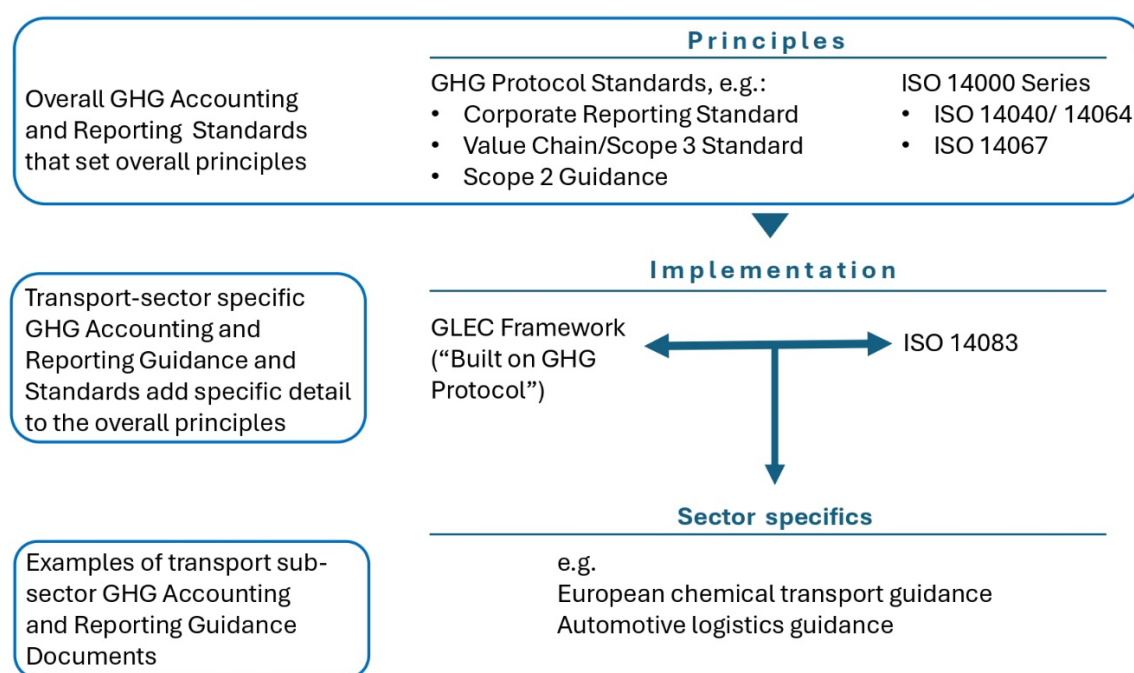 Principles
Overall GHG Accounting
and Reporting Standards
that set overall principles
GHG Protocol Standards, e.g.:
• Corporate Reporting Standard
• Value Chain/Scope 3 Standard
• Scope 2 Guidance
ISO 14000 Series
• ISO 14040/ 14064
• ISO 14067
Implementation
Transport-sector specific
GHG Accounting and
Reporting Guidance and
Standards add specific detail
to the overall principles
GLEC Framework
(“Built on GHG
Protocol”)
ISO 14083
Sector specifics
Examples of transport sub-
sector GHG Accounting
and Reporting Guidance
Documents
e.g.
European chemical transport guidance
Automotive logistics guidance